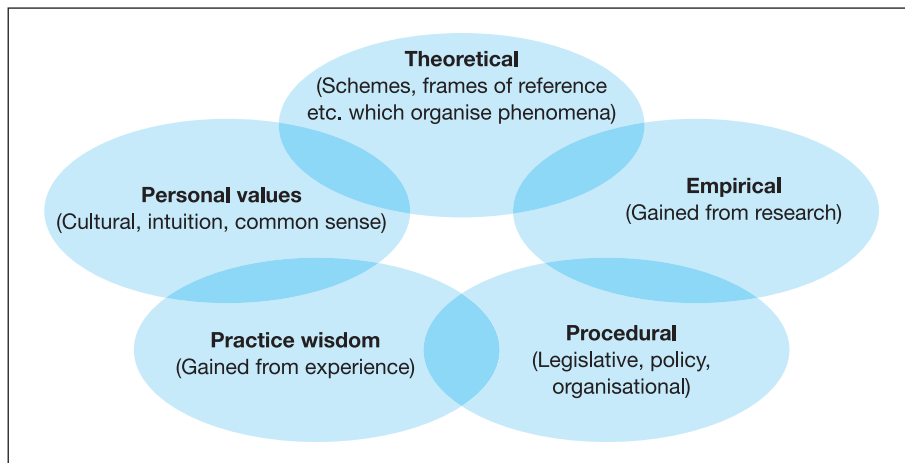 Theoretical
(Schemes, frames of reference
etc. which organise phenomena)
Personal values
(Cultural, intuition, common sense)
Empirical
(Gained from research)
Practice wisdom
(Gained from experience)
Procedural
(Legislative, policy,
organisational)